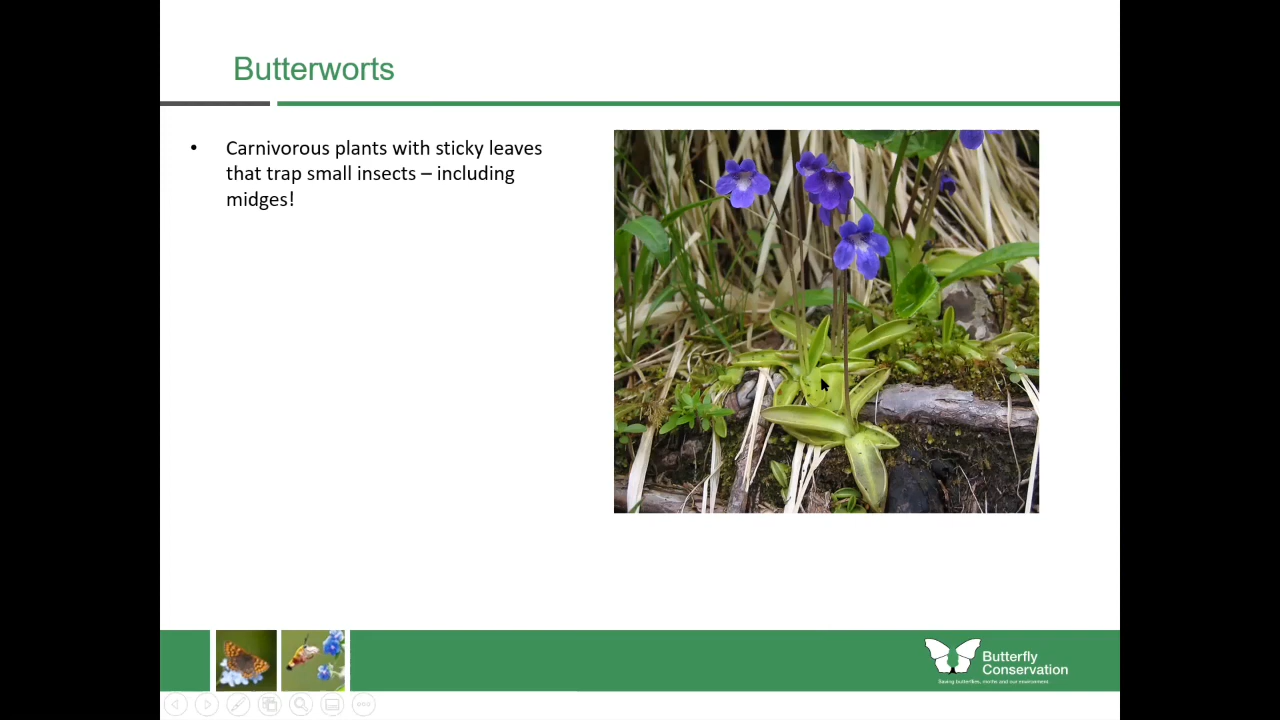 Butterworts
• Carnivorous plants with sticky leaves
that trap small insects – including
midges!
Butterfly
Conservation
Saving butterflies, moths and our environment